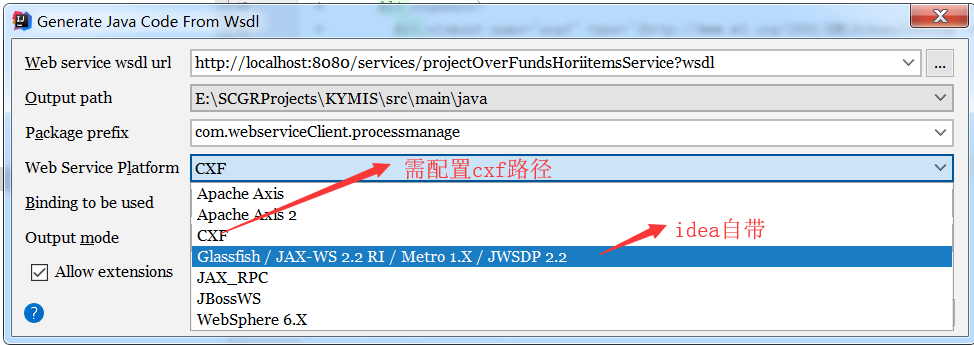 Generate Java Code From Wsdl
Web service wsdl url
http://localhost:8080/services/projectOverFundsHoriitemsService?wsdl
...
Output path
E:\SCGRProjects\KYMIS\src\main\java
Package prefix
com.webserviceClient.processmanage
Web Service Platform
CXF
需配置cxf路径
Apache Axis
Binding to be used
Apache Axis 2
Output mode
CXF
idea自带
Glassfish / JAX-WS 2.2 RI / Metro 1.X / JWSDP 2.2
Allow extensions
JAX_RPC
JBossWS
?
WebSphere 6.X